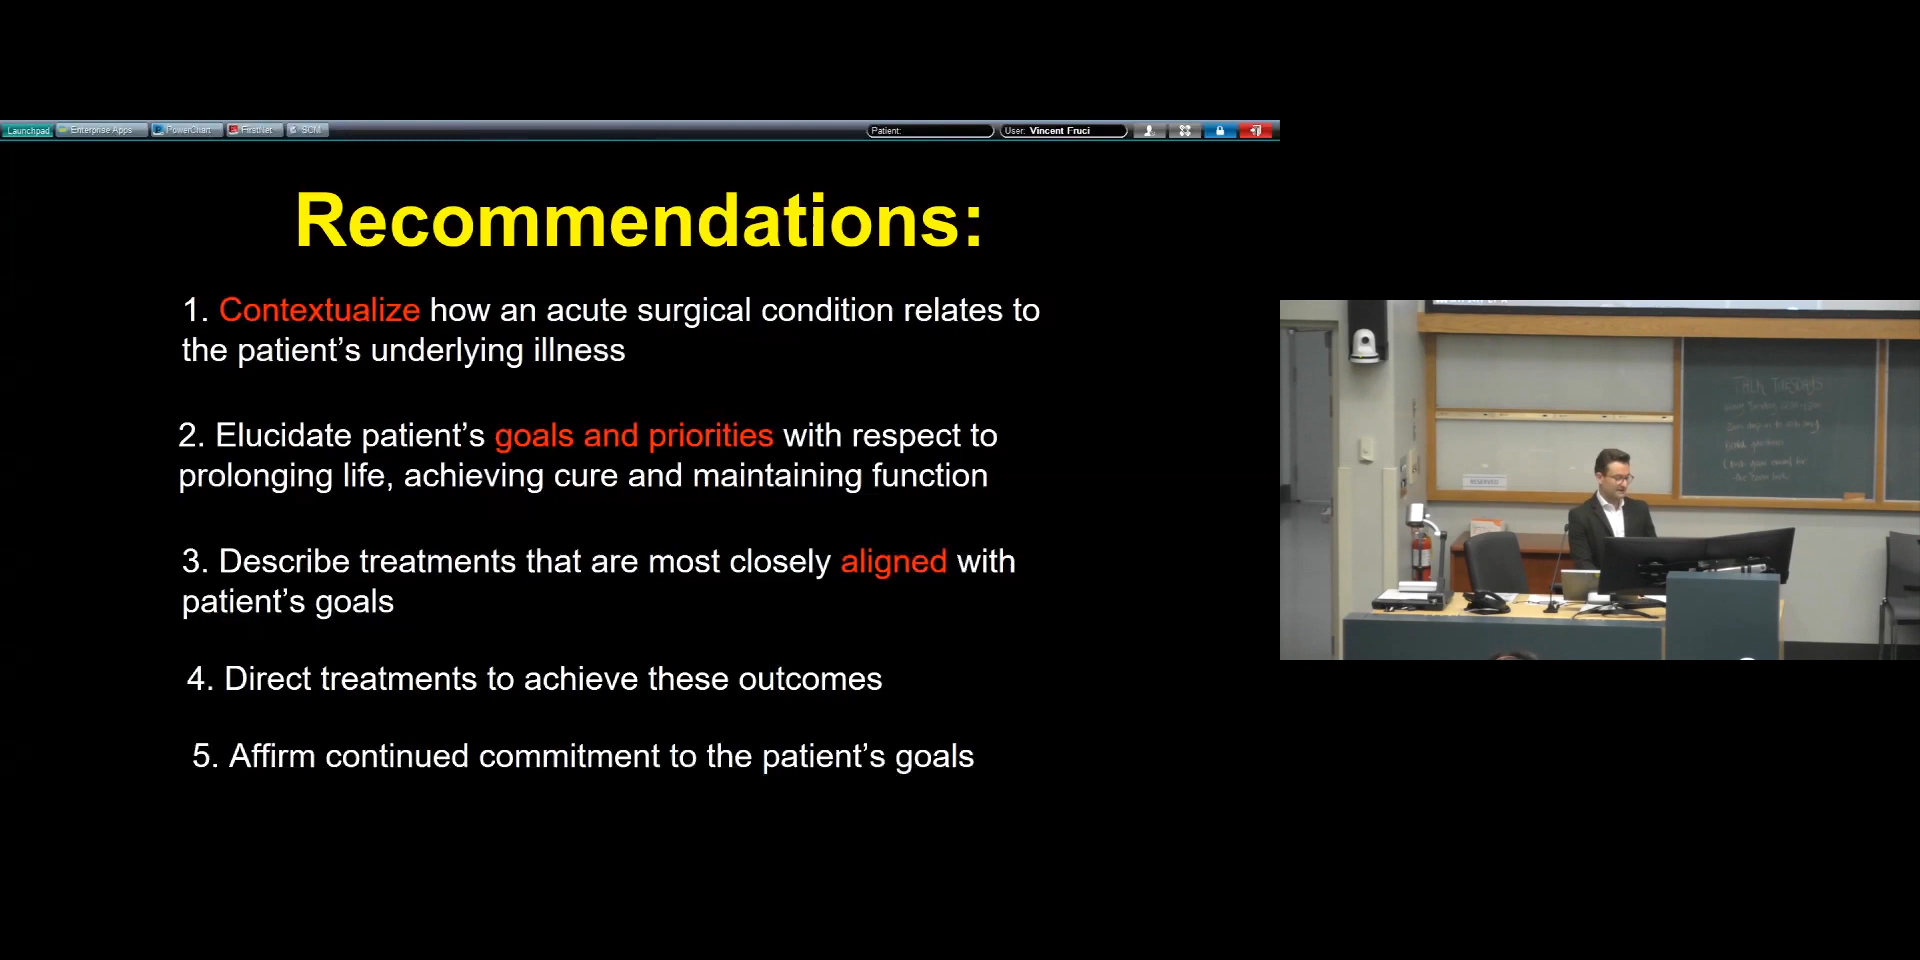 Launchpad Enterprise Apps PowerChart FirstNet SCM Patient: User: Vincent Fruci
Recommendations:
1. Contextualize how an acute surgical condition relates to
the patient’s underlying illness
2. Elucidate patient’s goals and priorities with respect to
prolonging life, achieving cure and maintaining function
3. Describe treatments that are most closely aligned with
patient’s goals
4. Direct treatments to achieve these outcomes
5. Affirm continued commitment to the patient’s goals
TALK TUESDAYS
RESERVED